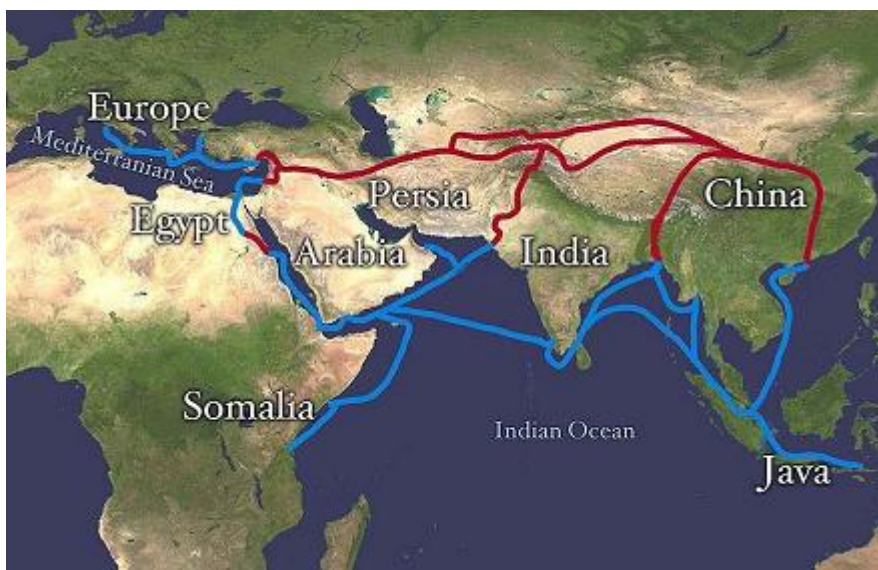 Europe
Mediterranian Sea
Egypt
Arabia
Persia
India
China
Somalia
Indian Ocean
Java